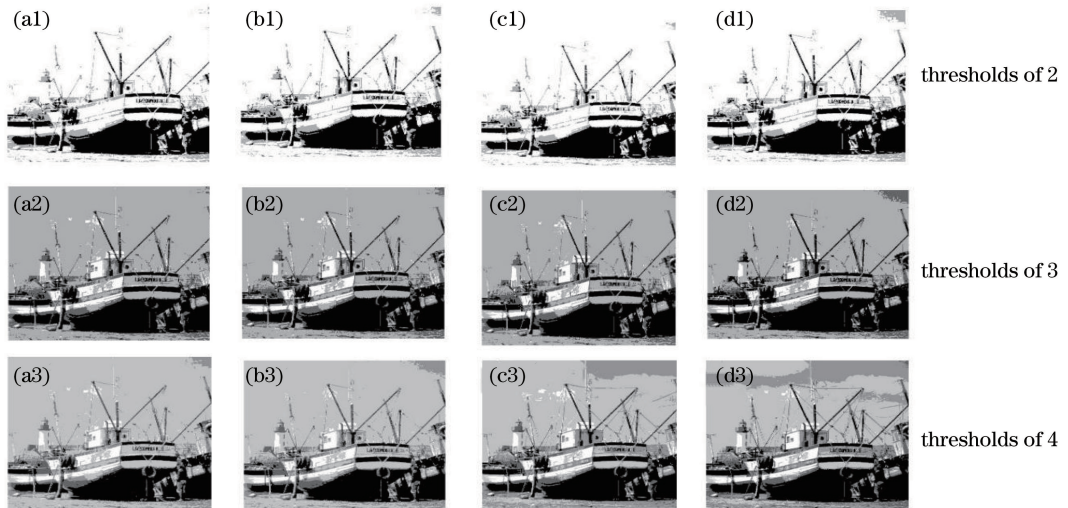 (a1) (b1) (c1) (d1) thresholds of 2
(a2) (b2) (c2) (d2) thresholds of 3
(a3) (b3) (c3) (d3) thresholds of 4